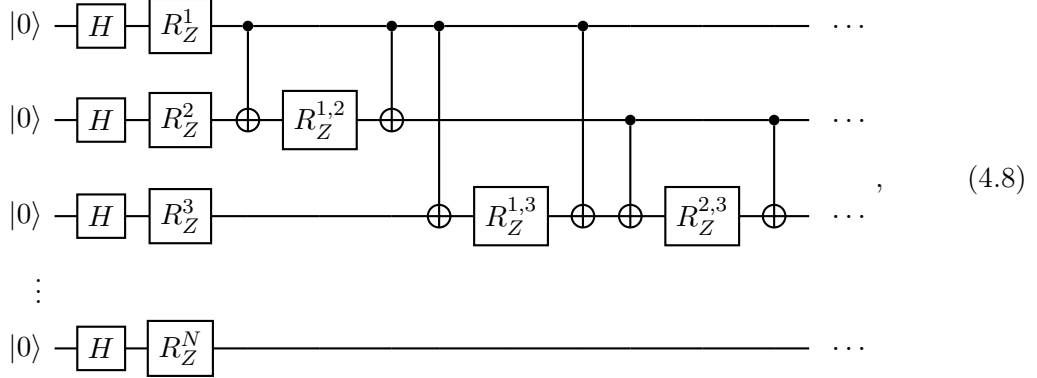 |0⟩ H R_Z^1 ⋯
|0⟩ H R_Z^2 R_Z^{1,2} ⋯
, (4.8)
|0⟩ H R_Z^3 R_Z^{1,3} R_Z^{2,3} ⋯
⋮
|0⟩ H R_Z^N ⋯